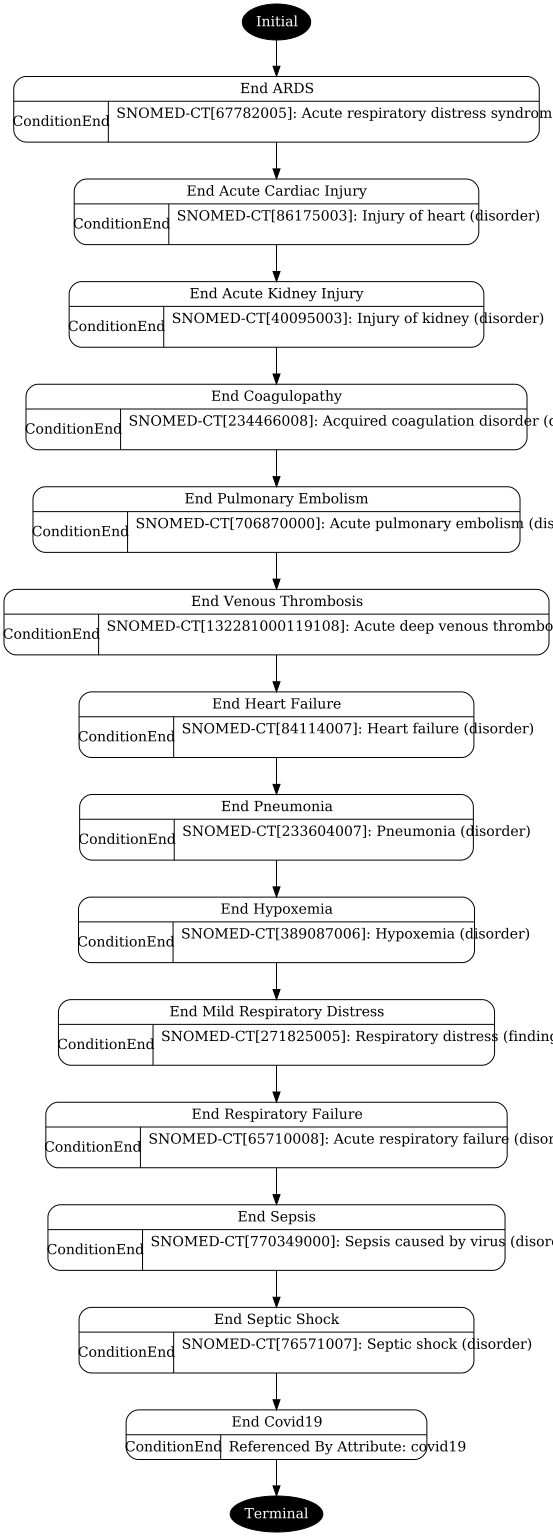 Initial
End ARDS
ConditionEnd SNOMED-CT[67782005]: Acute respiratory distress syndrom
End Acute Cardiac Injury
ConditionEnd SNOMED-CT[86175003]: Injury of heart (disorder)
End Acute Kidney Injury
ConditionEnd SNOMED-CT[40095003]: Injury of kidney (disorder)
End Coagulopathy
ConditionEnd SNOMED-CT[234466008]: Acquired coagulation disorder (
End Pulmonary Embolism
ConditionEnd SNOMED-CT[706870000]: Acute pulmonary embolism (dis
End Venous Thrombosis
ConditionEnd SNOMED-CT[132281000119108]: Acute deep venous thrombo
End Heart Failure
ConditionEnd SNOMED-CT[84114007]: Heart failure (disorder)
End Pneumonia
ConditionEnd SNOMED-CT[233604007]: Pneumonia (disorder)
End Hypoxemia
ConditionEnd SNOMED-CT[389087006]: Hypoxemia (disorder)
End Mild Respiratory Distress
ConditionEnd SNOMED-CT[271825005]: Respiratory distress (finding
End Respiratory Failure
ConditionEnd SNOMED-CT[65710008]: Acute respiratory failure (disor
End Sepsis
ConditionEnd SNOMED-CT[770349000]: Sepsis caused by virus (disor
End Septic Shock
ConditionEnd SNOMED-CT[76571007]: Septic shock (disorder)
End Covid19
ConditionEnd Referenced By Attribute: covid19
Terminal